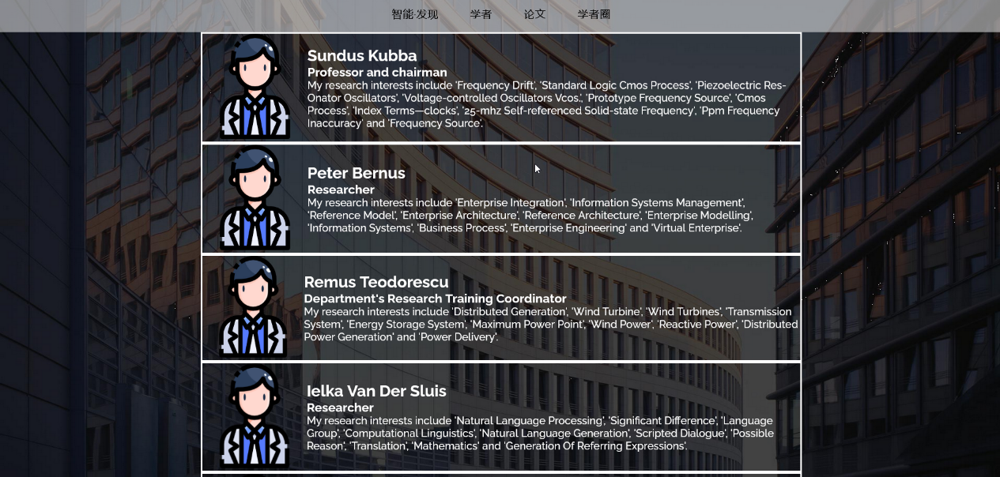 智能·发现 学者 论文 学者圈
Sundus Kubba
Professor and chairman
My research interests include 'Frequency Drift', 'Standard Logic Cmos Process', 'Piezoelectric Res-
Onator Oscillators', 'Voltage-controlled Oscillators Vcos.', 'Prototype Frequency Source', 'Cmos
Process', 'Index Terms—clocks', '25-mhz Self-referenced Solid-state Frequency', 'Ppm Frequency
Inaccuracy' and 'Frequency Source'.
Peter Bernus
Researcher
My research interests include 'Enterprise Integration', 'Information Systems Management',
'Reference Model', 'Enterprise Architecture', 'Reference Architecture', 'Enterprise Modelling',
'Information Systems', 'Business Process', 'Enterprise Engineering' and 'Virtual Enterprise'.
Remus Teodorescu
Department's Research Training Coordinator
My research interests include 'Distributed Generation', 'Wind Turbine', 'Wind Turbines', 'Transmission
System', 'Energy Storage System', 'Maximum Power Point', 'Wind Power', 'Reactive Power', 'Distributed
Power Generation' and 'Power Delivery'.
Ielka Van Der Sluis
Researcher
My research interests include 'Natural Language Processing', 'Significant Difference', 'Language
Group', 'Computational Linguistics', 'Natural Language Generation', 'Scripted Dialogue', 'Possible
Reason', 'Translation', 'Mathematics' and 'Generation Of Referring Expressions'.